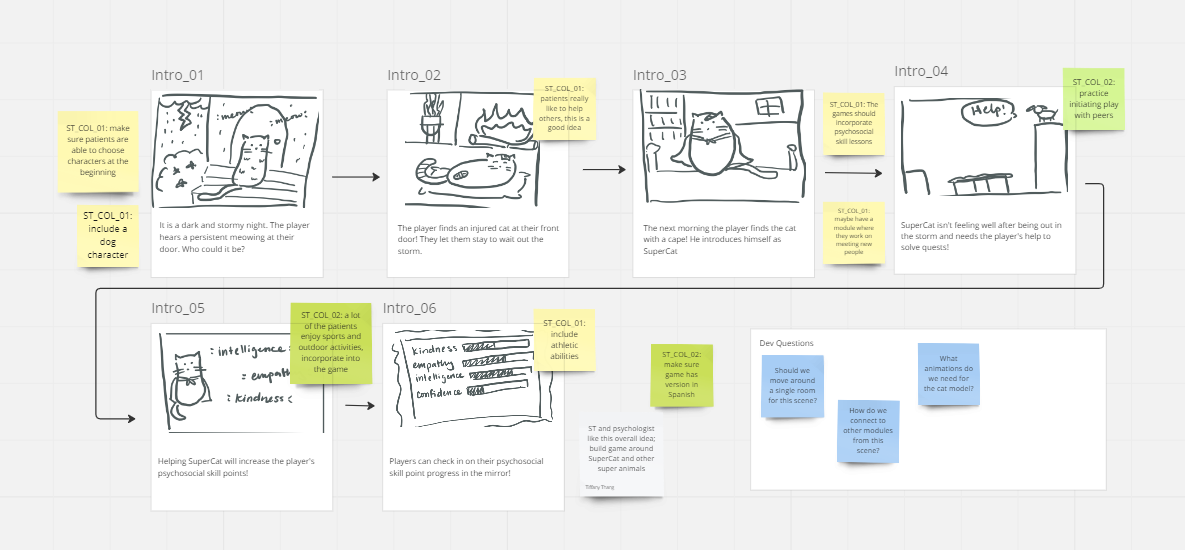 Intro_01
ST_COL_01: make
sure patients are
able to choose
characters at the
beginning
ST_COL_01:
include a
dog
character
:meow:
:meow:
It is a dark and stormy night. The player
hears a persistent meowing at their
door. Who could it be?
Intro_02
ST_COL_01:
patients really
like to help
others, this is a
good idea
The player finds an injured cat at their front
door! They let them stay to wait out the
storm.
Intro_03
The next morning the player finds the cat
with a cape! He introduces himself as
SuperCat
ST_COL_01: The
games should
incorporate
psychosocial
skill lessons
ST_COL_01:
maybe have a
module where
they work on
meeting new
people
Intro_04
Help!
ST_COL_02:
practice
initiating play
with peers
SuperCat isn't feeling well after being out in
the storm and needs the player's help to
solve quests!
Intro_05
: intelligence :
: empath
: kindness :
ST_COL_02: a lot
of the patients
enjoy sports and
outdoor activities,
incorporate into
the game
Helping SuperCat will increase the player's
psychosocial skill points!
Intro_06
kindness
empathy
intelligence
confidence
ST_COL_01:
include
athletic
abilities
Players can check in on their psychosocial
skill point progress in the mirror!
ST_COL_02:
make sure
game has
version in
Spanish
ST and psychologist
like this overall idea;
build game around
SuperCat and other
super animals
Tiffany Thang
Dev Questions
Should we
move around
a single room
for this scene?
How do we
connect to
other modules
from this
scene?
What
animations do
we need for
the cat model?